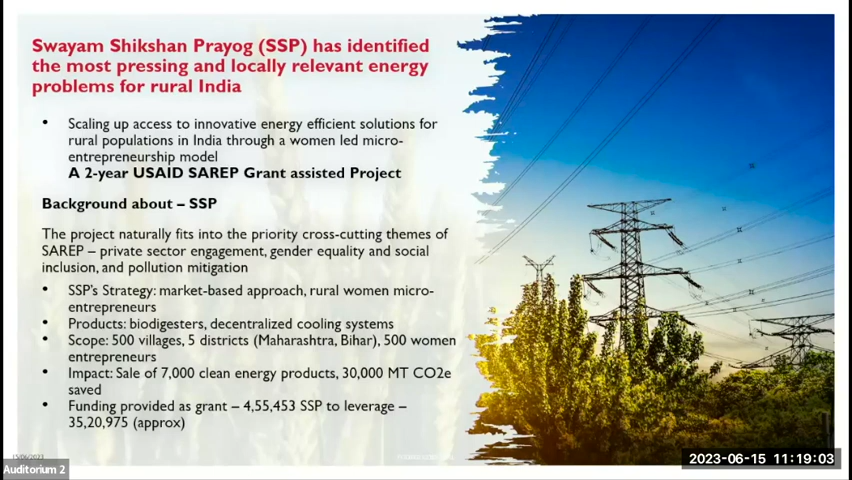 Swayam Shikshan Prayog (SSP) has identified
the most pressing and locally relevant energy
problems for rural India
• Scaling up access to innovative energy efficient solutions for
rural populations in India through a women led micro-
entrepreneurship model
A 2-year USAID SAREP Grant assisted Project
Background about – SSP
The project naturally fits into the priority cross-cutting themes of
SAREP – private sector engagement, gender equality and social
inclusion, and pollution mitigation
• SSP's Strategy: market-based approach, rural women micro-
entrepreneurs
• Products: biodigesters, decentralized cooling systems
• Scope: 500 villages, 5 districts (Maharashtra, Bihar), 500 women
entrepreneurs
• Impact: Sale of 7,000 clean energy products, 30,000 MT CO2e
saved
• Funding provided as grant – 4,55,453 SSP to leverage –
35,20,975 (approx)
15/06/2023
Auditorium 2
2023-06-15 11:19:03